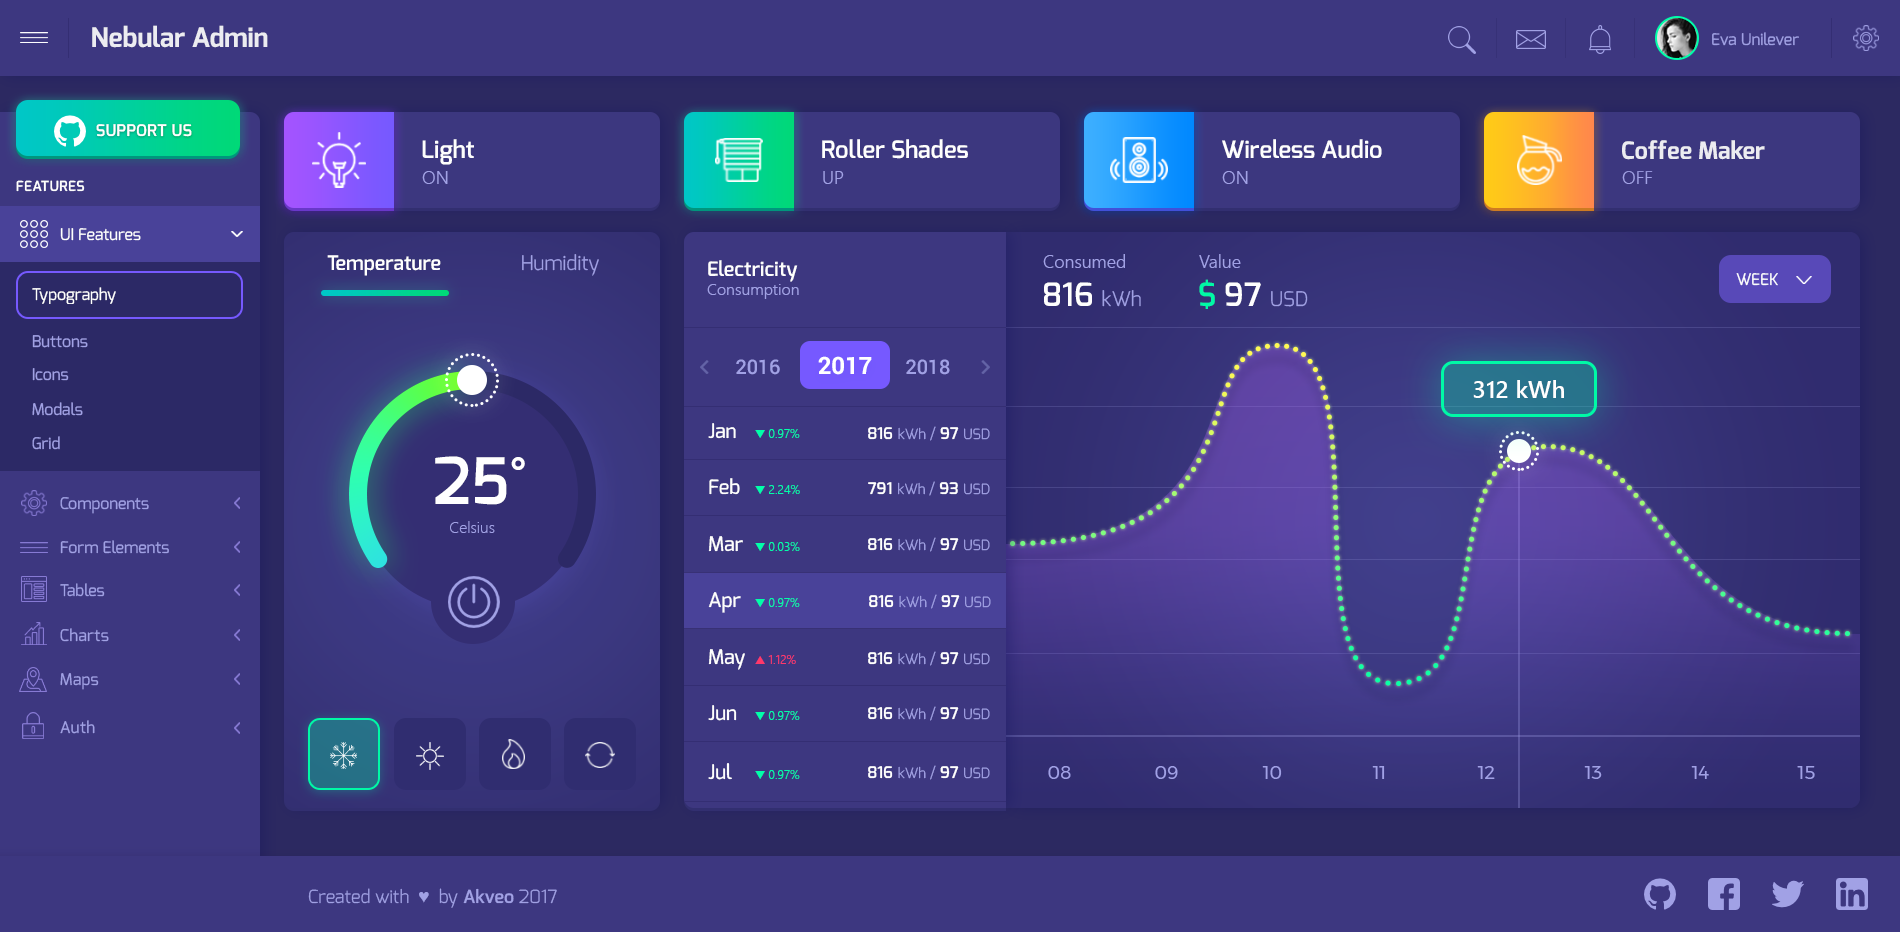 Nebular Admin
Eva Unilever
SUPPORT US
FEATURES
UI Features
Typography
Buttons
Icons
Modals
Grid
Components
Form Elements
Tables
Charts
Maps
Auth
Light
ON
Roller Shades
UP
Wireless Audio
ON
Coffee Maker
OFF
Temperature
Humidity
25°
Celsius
Electricity
Consumption
2016 2017 2018
Jan ▼ 0.97% 816 kWh / 97 USD
Feb ▼ 2.24% 791 kWh / 93 USD
Mar ▼ 0.03% 816 kWh / 97 USD
Apr ▼ 0.97% 816 kWh / 97 USD
May ▲ 1.12% 816 kWh / 97 USD
Jun ▼ 0.97% 816 kWh / 97 USD
Jul ▼ 0.97% 816 kWh / 97 USD
Consumed
816 kWh
Value
$ 97 USD
WEEK
312 kWh
08 09 10 11 12 13 14 15
Created with ♥ by Akveo 2017